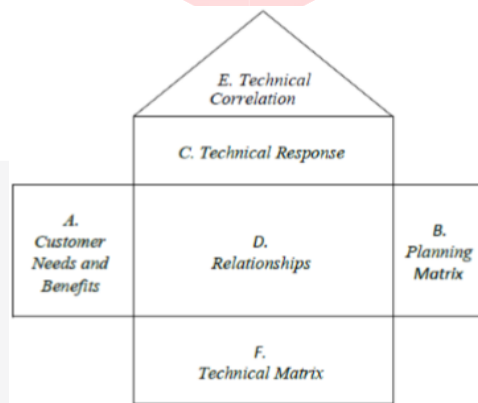 E. Technical
Correlation
C. Technical Response
A.
Customer
Needs and
Benefits
D.
Relationships
B.
Planning
Matrix
F.
Technical Matrix